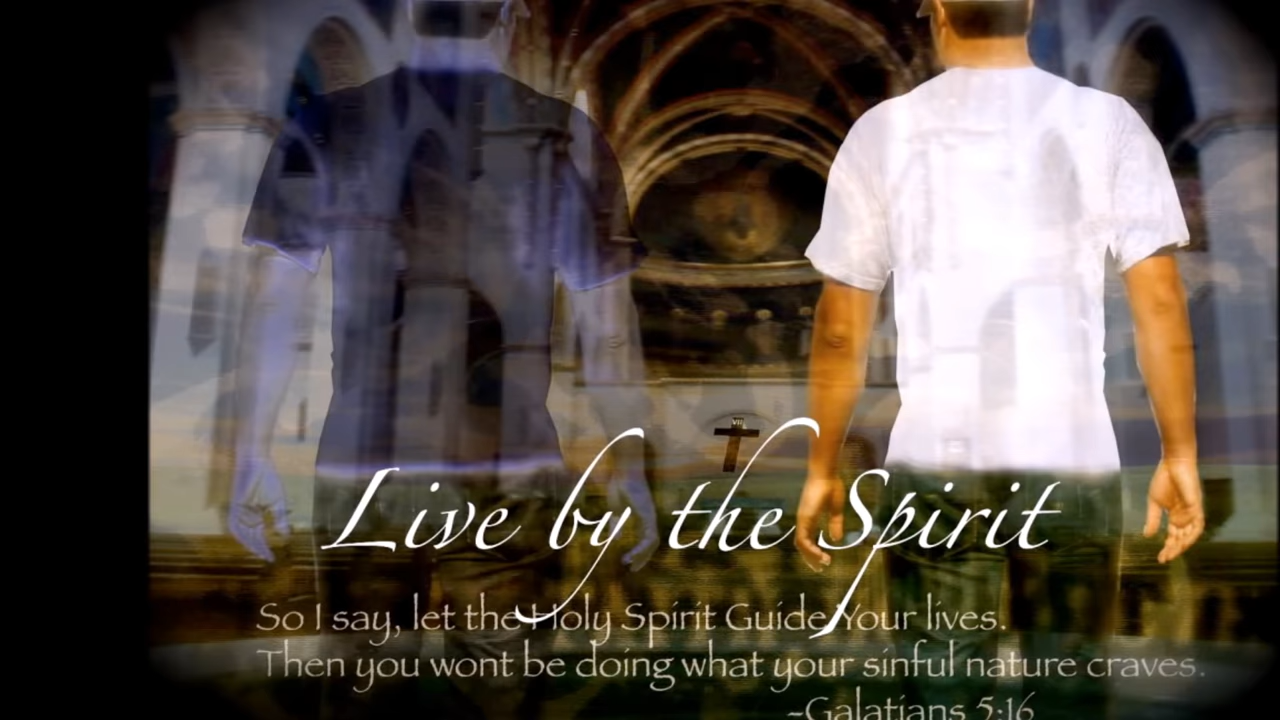 Live by the Spirit
So I say, let the Holy Spirit Guide Your lives.
Then you wont be doing what your sinful nature craves.
-Galatians 5:16